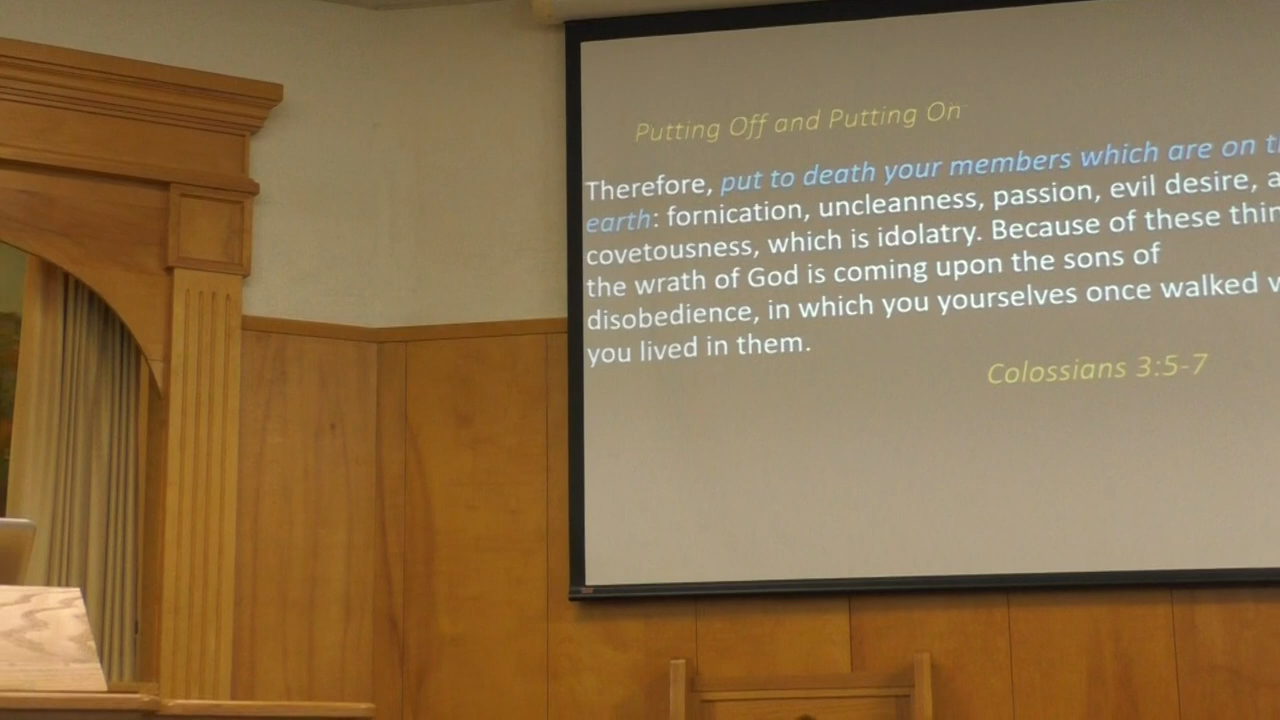 Putting Off and Putting On
Therefore, put to death your members which are on
earth: fornication, uncleanness, passion, evil desire,
covetousness, which is idolatry. Because of these
the wrath of God is coming upon the sons of
disobedience, in which you yourselves once walked
you lived in them.
Colossians 3:5-7